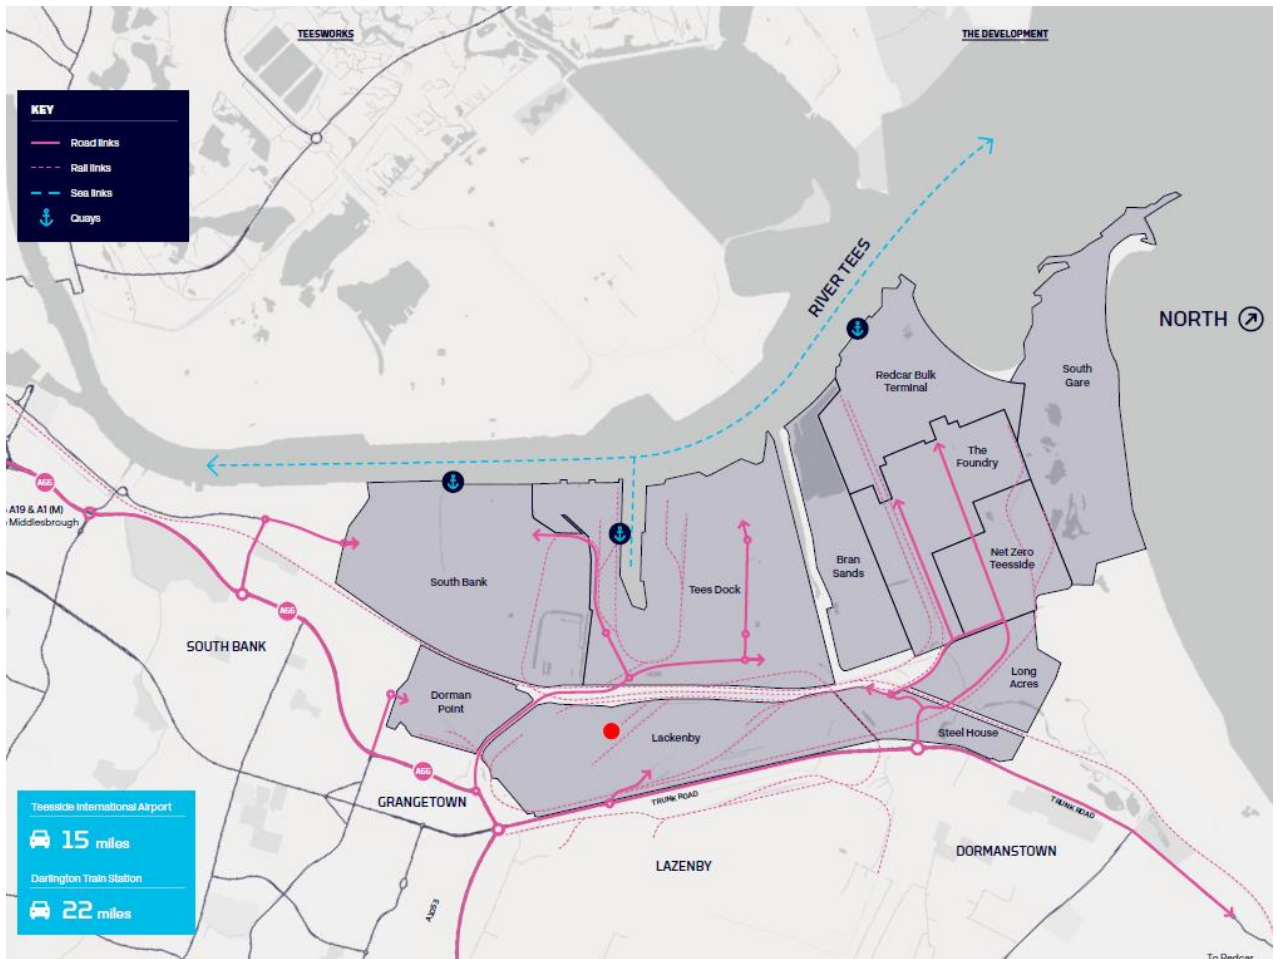 TEESWORKS
THE DEVELOPMENT
KEY
Road links
Rail links
Sea links
Quays
RIVER TEES
NORTH
Redcar Bulk
Terminal
South
Gare
The
Foundry
A66
A19 & A1 (M)
Middlesbrough
Bran
Sands
Net Zero
Teesside
South Bank
Tees Dock
A66
SOUTH BANK
Long
Acres
Dorman
Point
Lackenby
Steel House
A66
GRANGETOWN
TRUNK ROAD
TRUNK ROAD
Teesside International Airport
15 miles
DORMANSTOWN
LAZENBY
Darlington Train Station
22 miles
A1053
To Redcar